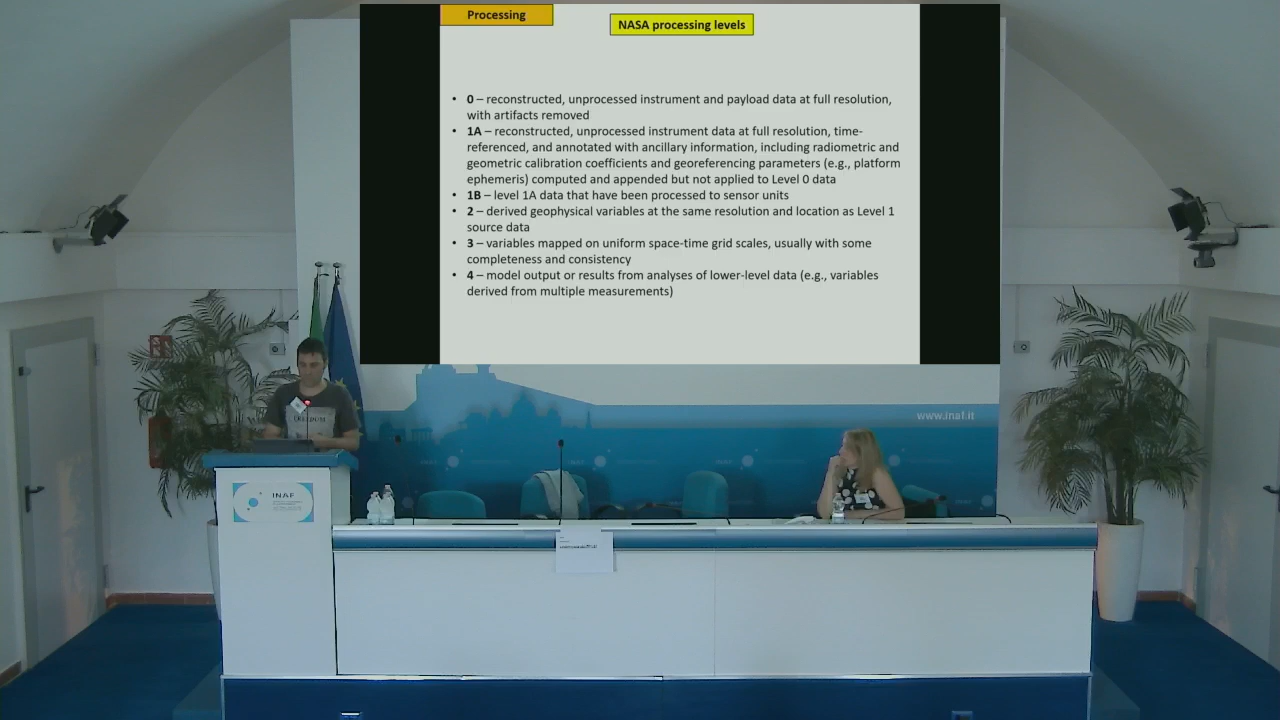 Processing
NASA processing levels
• 0 – reconstructed, unprocessed instrument and payload data at full resolution,
with artifacts removed
• 1A – reconstructed, unprocessed instrument data at full resolution, time-
referenced, and annotated with ancillary information, including radiometric and
geometric calibration coefficients and georeferencing parameters (e.g., platform
ephemeris) computed and appended but not applied to Level 0 data
• 1B – level 1A data that have been processed to sensor units
• 2 – derived geophysical variables at the same resolution and location as Level 1
source data
• 3 – variables mapped on uniform space-time grid scales, usually with some
completeness and consistency
• 4 – model output or results from analyses of lower-level data (e.g., variables
derived from multiple measurements)
www.inaf.it
INAF